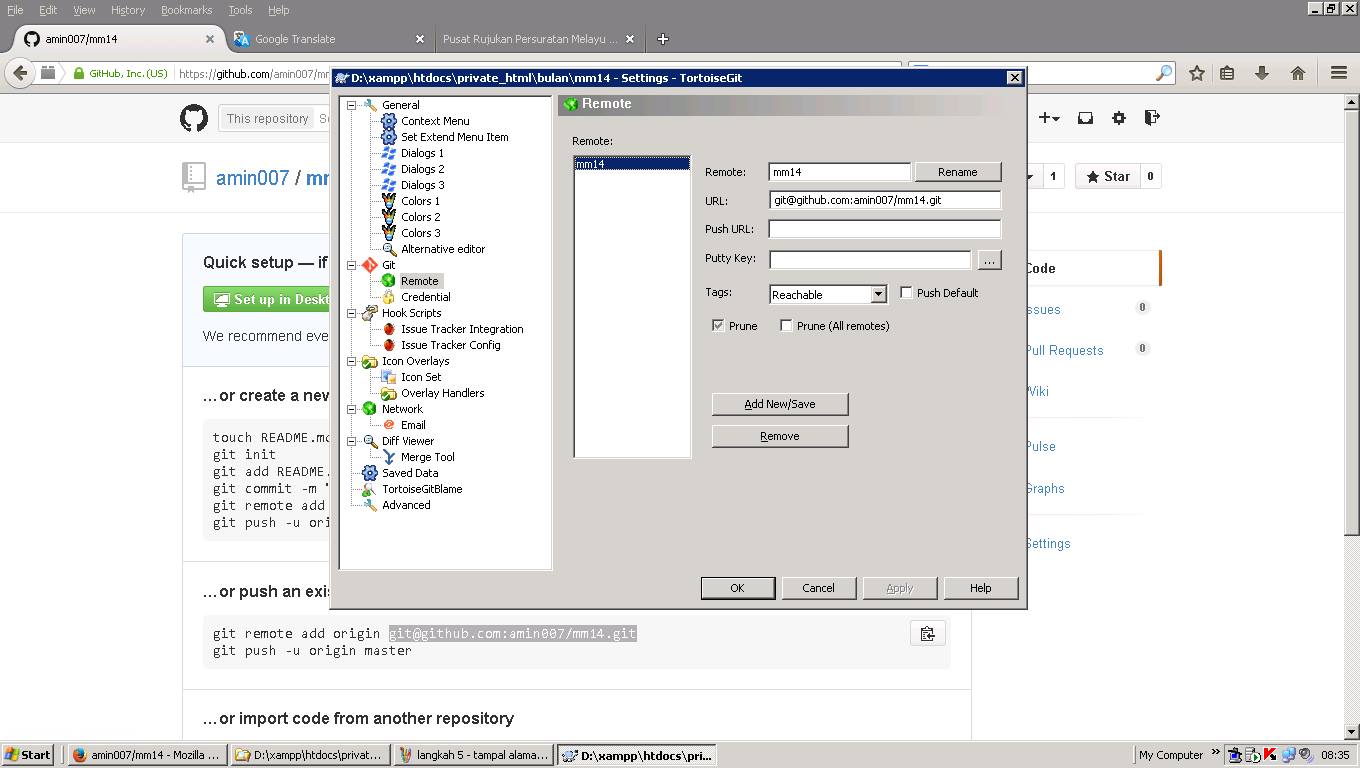 File Edit View History Bookmarks Tools Help
amin007/mm14
Google Translate
Pusat Rujukan Persuratan Melayu ...
GitHub, Inc. (US)
https://github.com/amin007/mm
D:\xampp\htdocs\private_html\bulan\mm14 - Settings - TortoiseGit
This repository
amin007 / mm
1
Star
0
Quick setup — if
Set up in Deskt
We recommend eve
...or create a new
touch README.md
git init
git add README.
git commit -m "
git remote add
git push -u ori
...or push an exis
git remote add origin git@github.com:amin007/mm14.git
git push -u origin master
...or import code from another repository
General
Context Menu
Set Extend Menu Item
Dialogs 1
Dialogs 2
Dialogs 3
Colors 1
Colors 2
Colors 3
Alternative editor
Git
Remote
Credential
Hook Scripts
Issue Tracker Integration
Issue Tracker Config
Icon Overlays
Icon Set
Overlay Handlers
Network
Email
Diff Viewer
Merge Tool
Saved Data
TortoiseGitBlame
Advanced
Remote
Remote:
mm14
Remote: mm14 Rename
URL: git@github.com:amin007/mm14.git
Push URL:
Putty Key: ...
Tags: Reachable Push Default
Prune Prune (All remotes)
Add New/Save
Remove
OK Cancel Apply Help
Code
Issues 0
Pull Requests 0
Wiki
Pulse
Graphs
Settings
Start
amin007/mm14 - Mozilla ...
D:\xampp\htdocs\privat...
langkah 5 - tampal alama...
D:\xampp\htdocs\pri...
My Computer
08:35